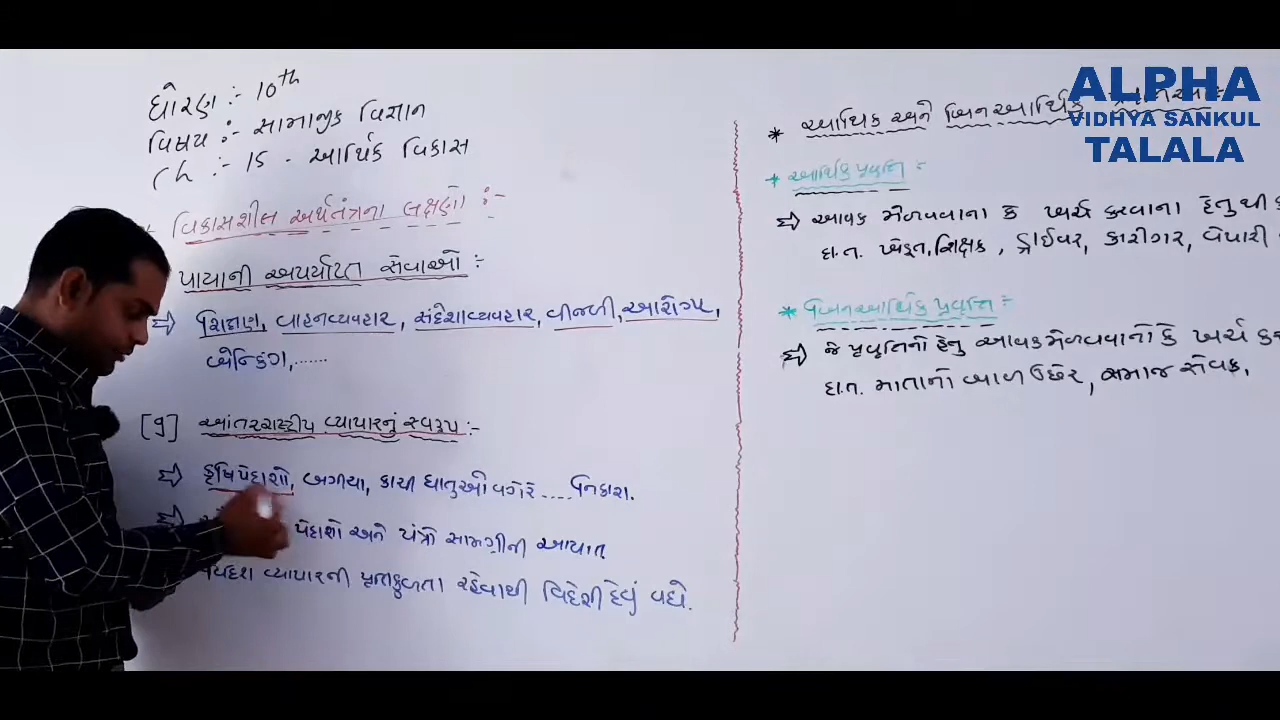 ધોરણ :- 10th
વિષય :- સામાજીક વિજ્ઞાન
Ch :- 15 - આર્થિક વિકાસ
વિકાસશીલ અર્થતંત્રના લક્ષણો :-
પાયાની અપર્યાપ્ત સેવાઓ :-
⇒ શિક્ષણ, વાહનવ્યવહાર, સંદેશાવ્યવહાર, વીજળી, આરોગ્ય,
બેન્કિંગ,......
[9] આંતરરાષ્ટ્રીય વ્યાપારનું સ્વરૂપ :-
⇒ કૃષિપેદાશો, બગીચા, કાચી ધાતુઓ વગેરે .... નિકાસ.
⇒ પેદાશો અને યંત્રો સામગ્રીની આયાત
વિદેશ વ્યાપારની પ્રતિકુળતા રહેવાથી વિદેશી દેવું વધે.
* આર્થિક અને બિનઆર્થિક
* આર્થિક પ્રવૃત્તિ :-
⇒ આવક મેળવવાના કે ખર્ચ કરવાના હેતુથી
દા.ત. ખેડૂત, શિક્ષક, ડ્રાઈવર, કારીગર, વેપારી
* બિનઆર્થિક પ્રવૃત્તિ :-
⇒ જે પ્રવૃત્તિનો હેતુ આવક મેળવવાનો કે ખર્ચ
દા.ત. માતાનો બાળ ઉછેર, સમાજ સેવક,
ALPHA
VIDHYA SANKUL
TALALA